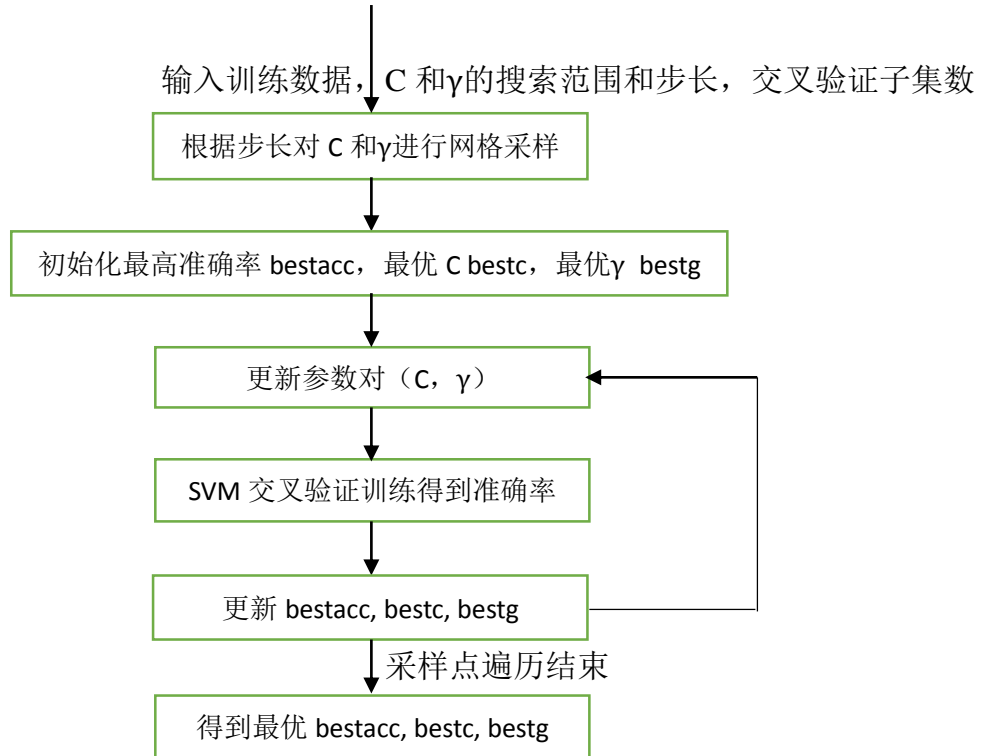 输入训练数据，C 和γ的搜索范围和步长，交叉验证子集数
根据步长对 C 和γ进行网格采样
初始化最高准确率 bestacc，最优 C bestc，最优γ bestg
更新参数对（C，γ）
SVM 交叉验证训练得到准确率
更新 bestacc, bestc, bestg
采样点遍历结束
得到最优 bestacc, bestc, bestg